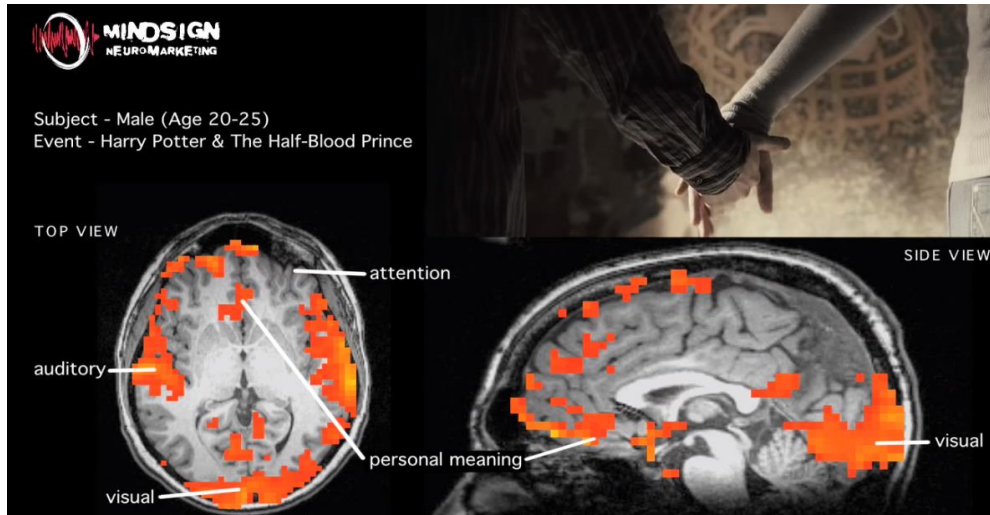 MINDSIGN
NEUROMARKETING
Subject - Male (Age 20-25)
Event - Harry Potter & The Half-Blood Prince
TOP VIEW
SIDE VIEW
attention
auditory
personal meaning
visual
visual